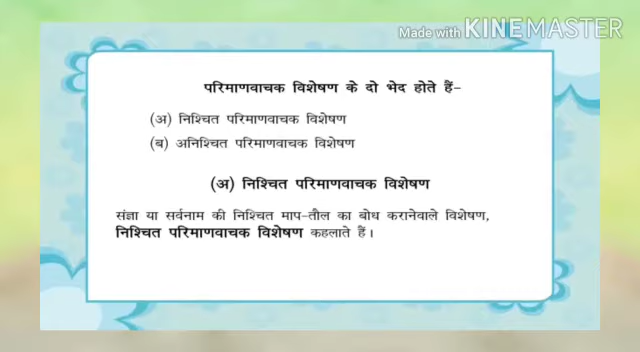 Made with KINEMASTER
परिमाणवाचक विशेषण के दो भेद होते हैं–
(अ) निश्चित परिमाणवाचक विशेषण
(ब) अनिश्चित परिमाणवाचक विशेषण
(अ) निश्चित परिमाणवाचक विशेषण
संज्ञा या सर्वनाम की निश्चित माप-तौल का बोध करानेवाले विशेषण,
निश्चित परिमाणवाचक विशेषण कहलाते हैं।